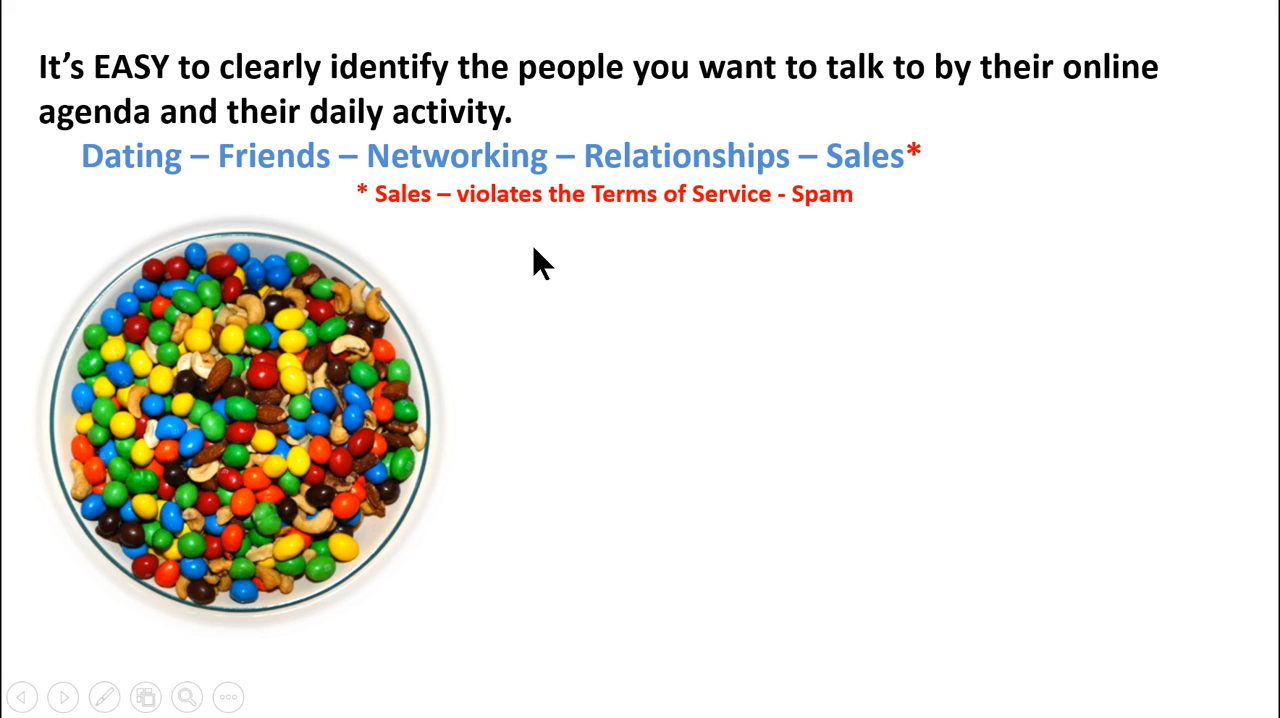 It’s EASY to clearly identify the people you want to talk to by their online
agenda and their daily activity.
Dating – Friends – Networking – Relationships – Sales*
* Sales – violates the Terms of Service - Spam